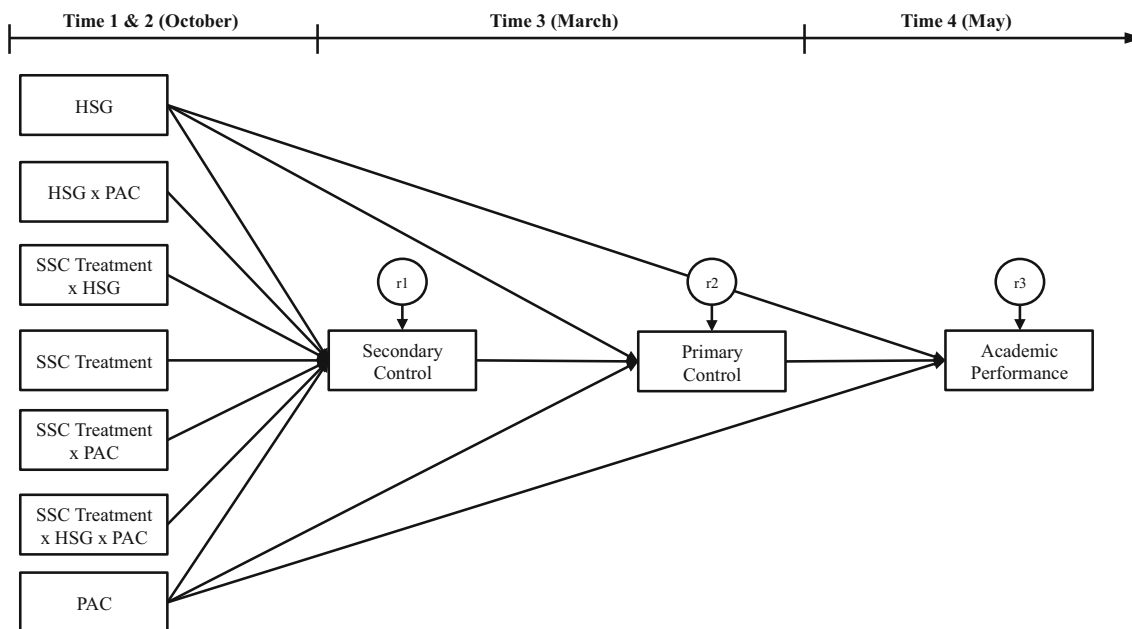 Time 1 & 2 (October)
Time 3 (March)
Time 4 (May)
HSG
HSG x PAC
SSC Treatment
x HSG
SSC Treatment
SSC Treatment
x PAC
SSC Treatment
x HSG x PAC
PAC
r1
Secondary
Control
r2
Primary
Control
r3
Academic
Performance